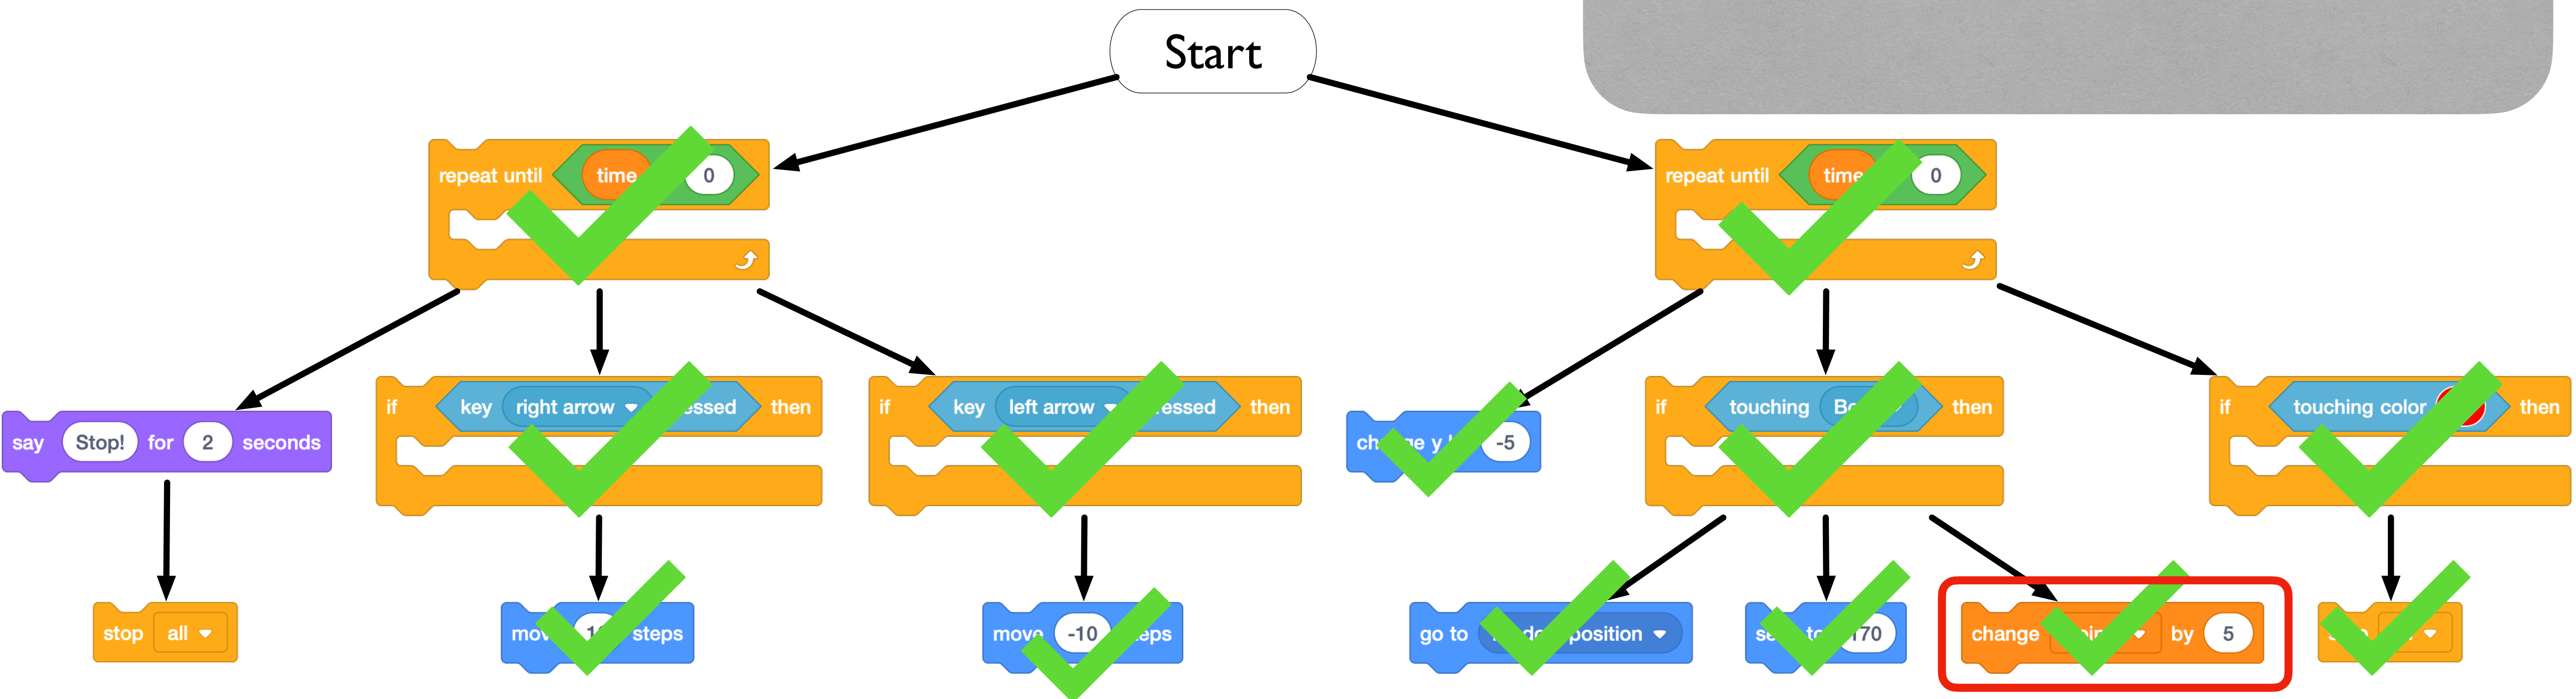 Start
repeat until time 0
repeat until time 0
if key right arrow then
if key left arrow then
if touching then
if touching color then
say Stop! for 2 seconds
-5
stop all
steps
move -10
go to position
change by 5